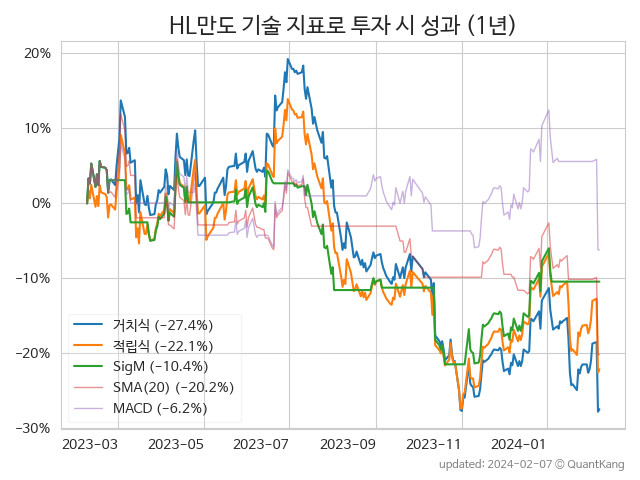 HL만도 기술 지표로 투자 시 성과 (1년)
20%
10%
0%
−10%
−20%
−30%
거치식 (−27.4%)
적립식 (−22.1%)
SigM (−10.4%)
SMA(20) (−20.2%)
MACD (−6.2%)
2023-03 2023-05 2023-07 2023-09 2023-11 2024-01
updated: 2024-02-07 © QuantKang